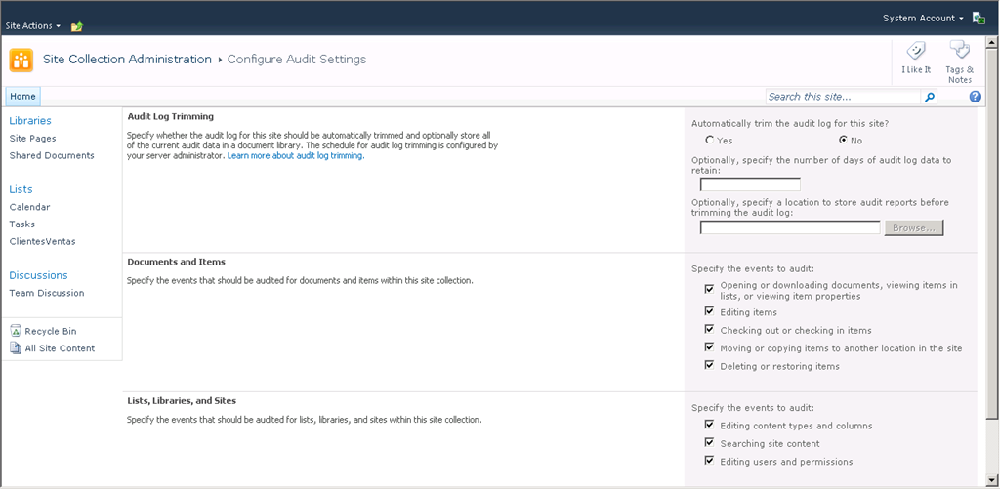 Site Actions
System Account
Site Collection Administration ▸ Configure Audit Settings
I Like It
Tags &
Notes
Home
Search this site...
Libraries
Site Pages
Shared Documents
Lists
Calendar
Tasks
ClientesVentas
Discussions
Team Discussion
Recycle Bin
All Site Content
Audit Log Trimming
Specify whether the audit log for this site should be automatically trimmed and optionally store all
of the current audit data in a document library. The schedule for audit log trimming is configured by
your server administrator. Learn more about audit log trimming.
Automatically trim the audit log for this site?
Yes No
Optionally, specify the number of days of audit log data to
retain:
Optionally, specify a location to store audit reports before
trimming the audit log:
Browse...
Documents and Items
Specify the events that should be audited for documents and items within this site collection.
Specify the events to audit:
Opening or downloading documents, viewing items in
lists, or viewing item properties
Editing items
Checking out or checking in items
Moving or copying items to another location in the site
Deleting or restoring items
Lists, Libraries, and Sites
Specify the events that should be audited for lists, libraries, and sites within this site collection.
Specify the events to audit:
Editing content types and columns
Searching site content
Editing users and permissions